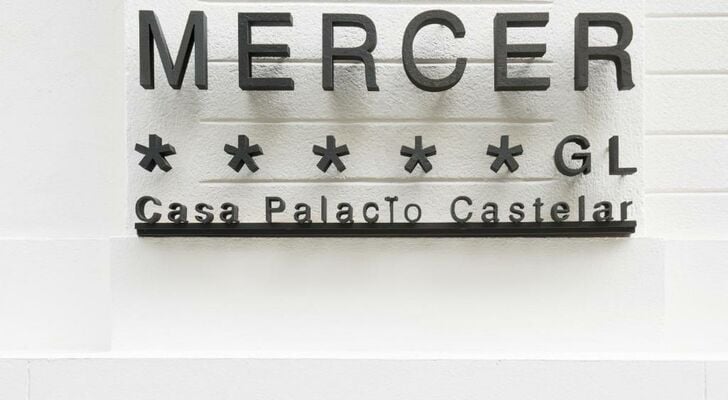 MERCER
* * * * * GL
Casa Palacio Castelar